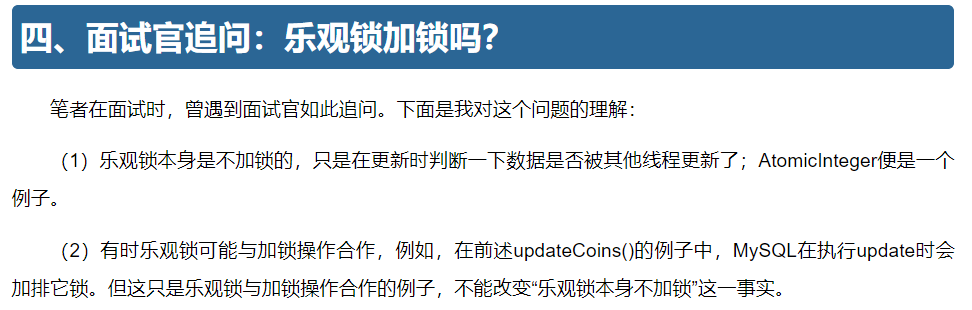 四、面试官追问：乐观锁加锁吗？
笔者在面试时，曾遇到面试官如此追问。下面是我对这个问题的理解：
（1）乐观锁本身是不加锁的，只是在更新时判断一下数据是否被其他线程更新了；AtomicInteger便是一个
例子。
（2）有时乐观锁可能与加锁操作合作，例如，在前述updateCoins()的例子中，MySQL在执行update时会
加排它锁。但这只是乐观锁与加锁操作合作的例子，不能改变“乐观锁本身不加锁”这一事实。